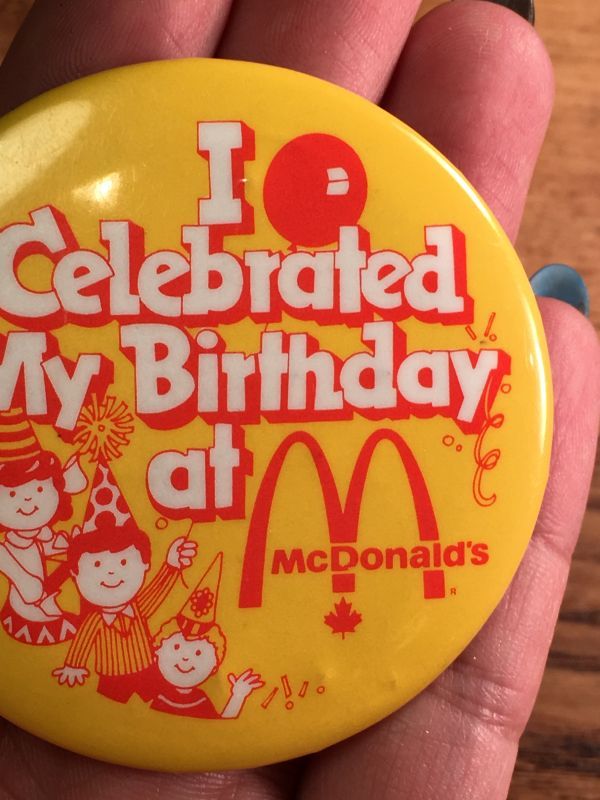 I
Celebrated
My Birthday
at
McDonald's
R